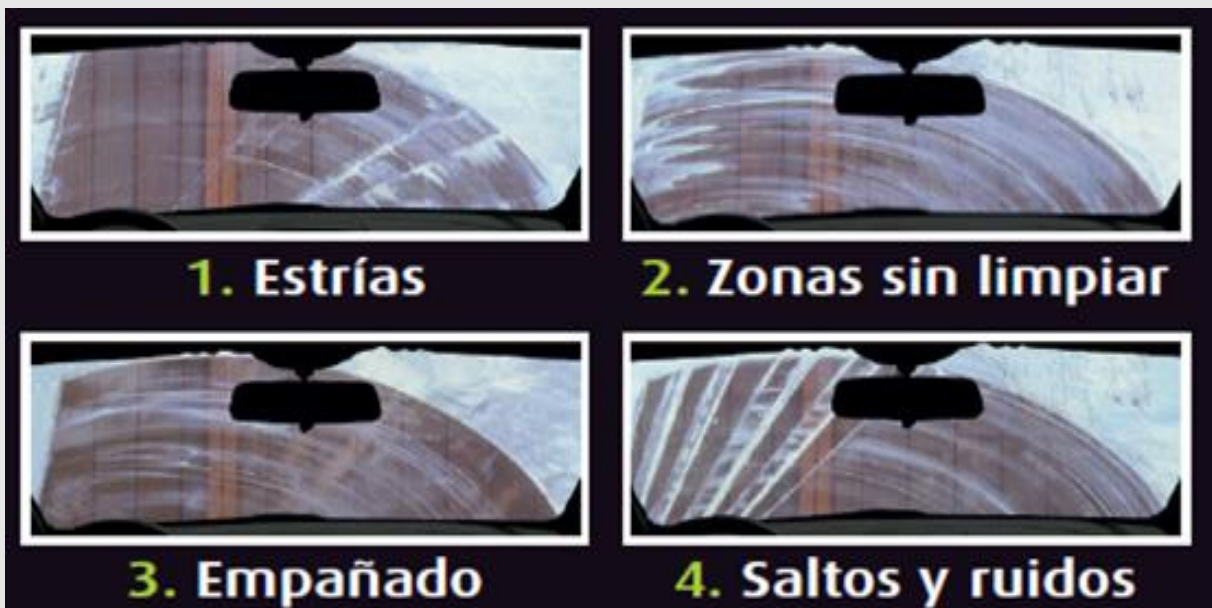 1. Estrías
2. Zonas sin limpiar
3. Empañado
4. Saltos y ruidos